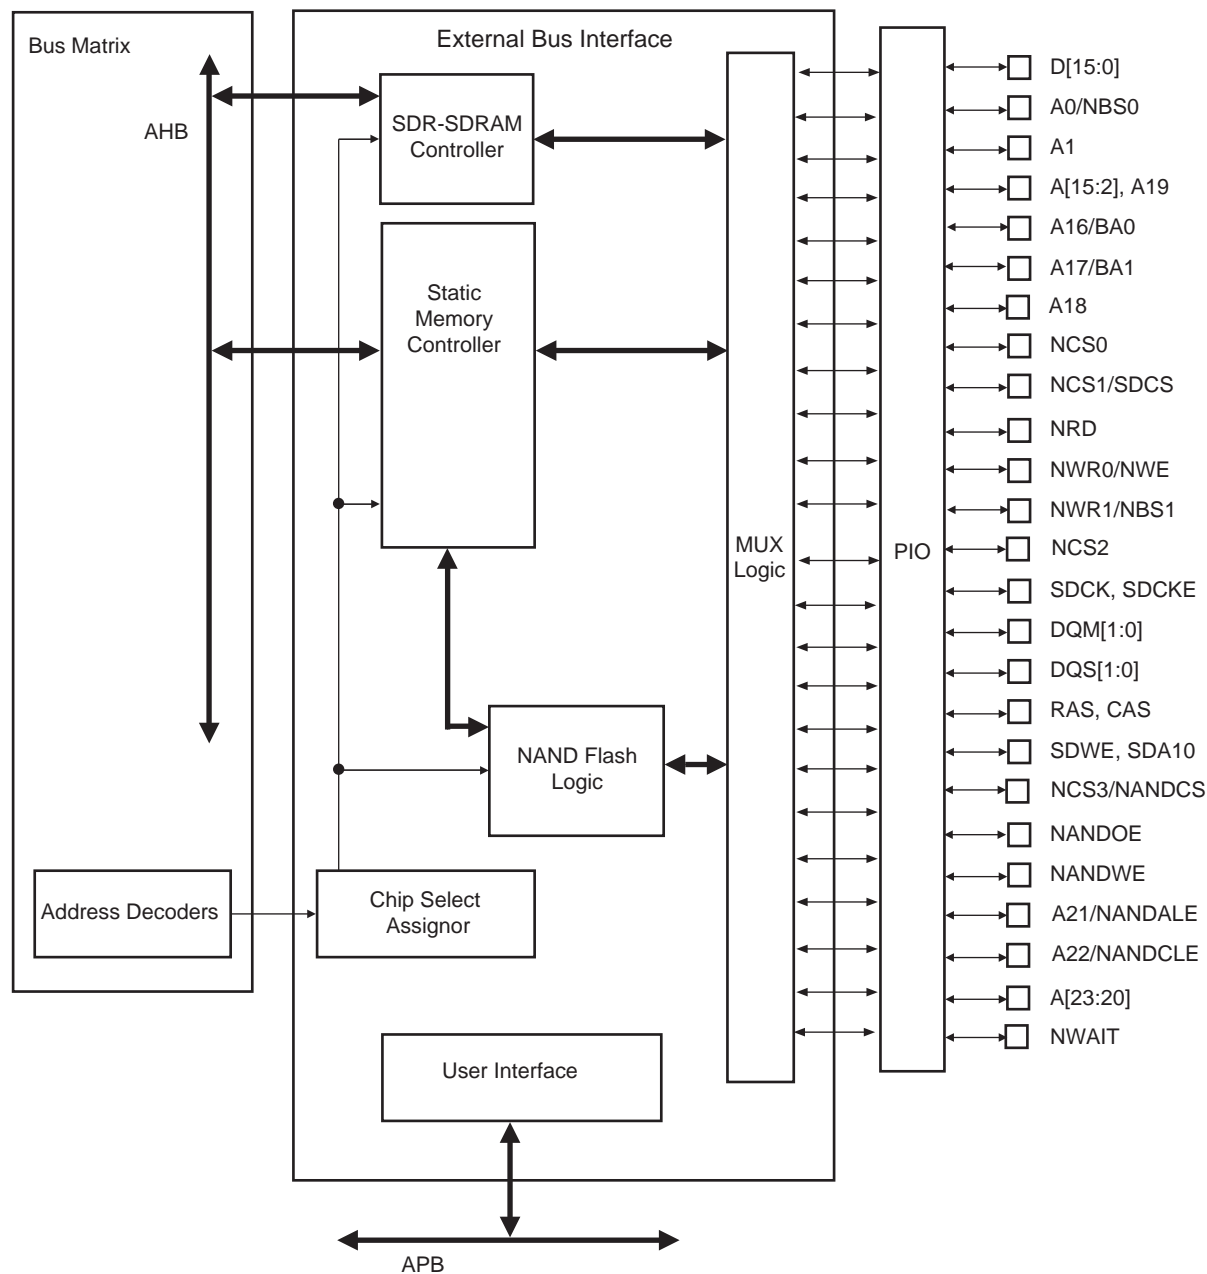 Bus Matrix
External Bus Interface
AHB
SDR-SDRAM
Controller
Static
Memory
Controller
NAND Flash
Logic
Address Decoders
Chip Select
Assignor
User Interface
APB
MUX
Logic
PIO
D[15:0]
A0/NBS0
A1
A[15:2], A19
A16/BA0
A17/BA1
A18
NCS0
NCS1/SDCS
NRD
NWR0/NWE
NWR1/NBS1
NCS2
SDCK, SDCKE
DQM[1:0]
DQS[1:0]
RAS, CAS
SDWE, SDA10
NCS3/NANDCS
NANDOE
NANDWE
A21/NANDALE
A22/NANDCLE
A[23:20]
NWAIT